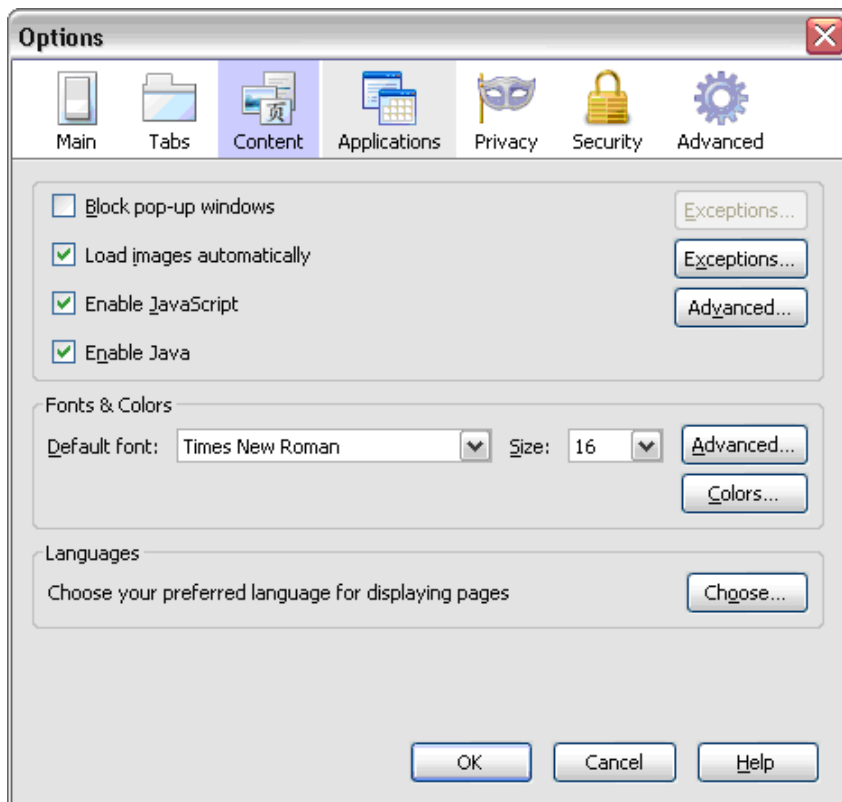 Options
页
Main Tabs Content Applications Privacy Security Advanced
Block pop-up windows Exceptions...
Load images automatically Exceptions...
Enable JavaScript Advanced...
Enable Java
Fonts & Colors
Default font: Times New Roman Size: 16 Advanced...
Colors...
Languages
Choose your preferred language for displaying pages Choose...
OK Cancel Help